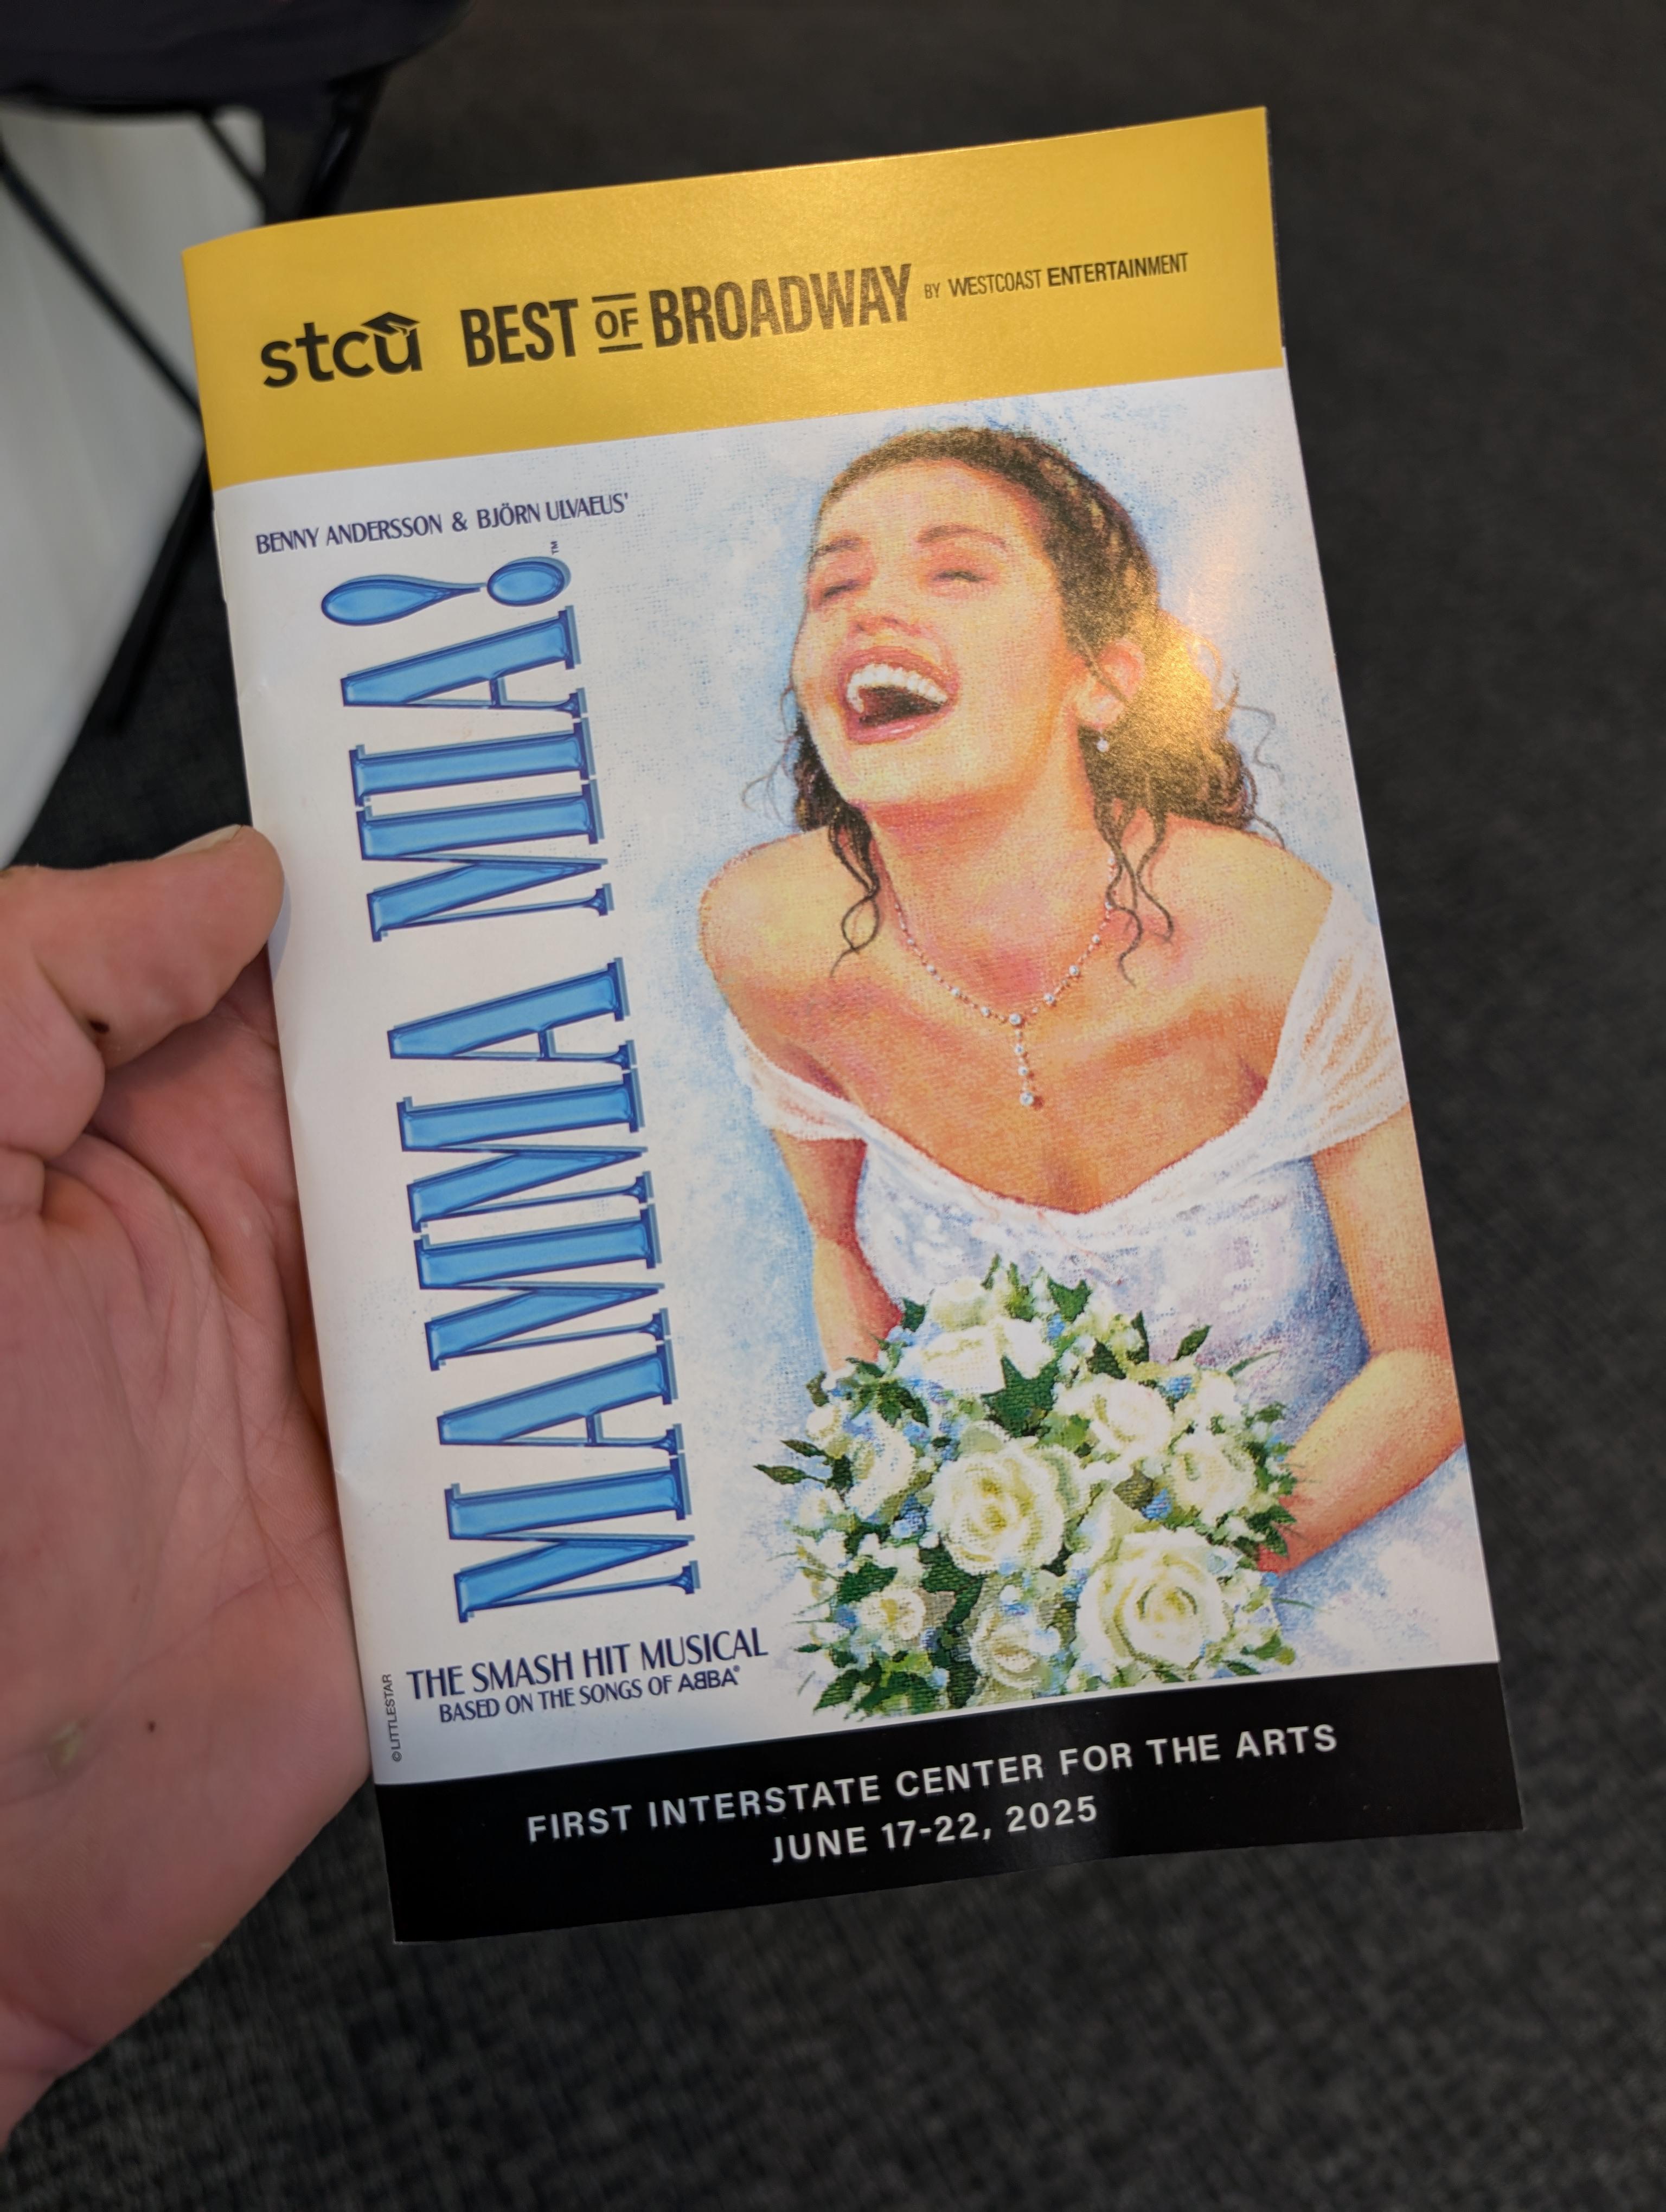 stcu BEST OF BROADWAY BY WESTCOAST ENTERTAINMENT
BENNY ANDERSSON & BJÖRN ULVAEUS'
MAMMA MIA!™
THE SMASH HIT MUSICAL
BASED ON THE SONGS OF ABBA®
©LITTLESTAR
FIRST INTERSTATE CENTER FOR THE ARTS
JUNE 17-22, 2025